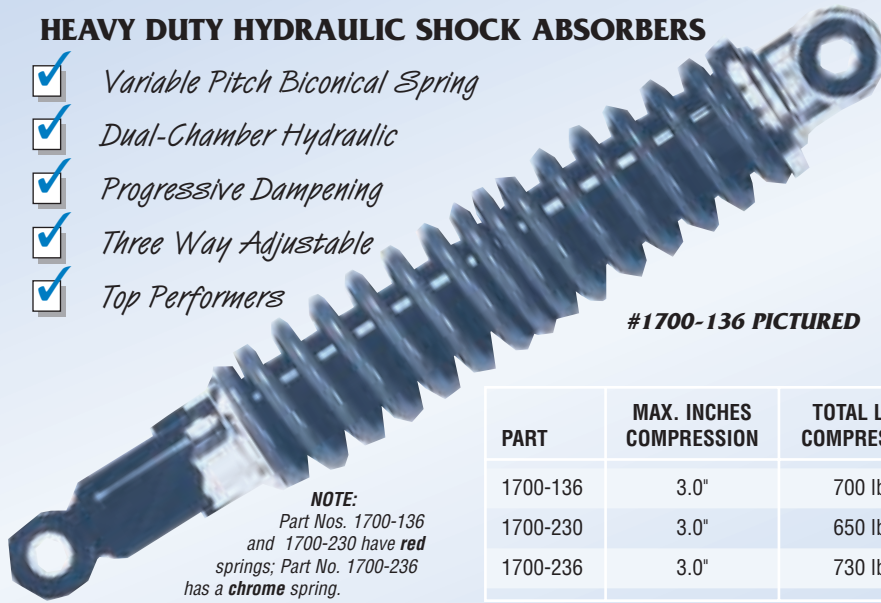 HEAVY DUTY HYDRAULIC SHOCK ABSORBERS
Variable Pitch Biconical Spring
Dual-Chamber Hydraulic
Progressive Dampening
Three Way Adjustable
Top Performers
#1700-136 PICTURED
NOTE:
Part Nos. 1700-136
and 1700-230 have red
springs; Part No. 1700-236
has a chrome spring.
PART MAX. INCHES COMPRESSION TOTAL
1700-136 3.0" 700
1700-230 3.0" 650
1700-236 3.0" 730